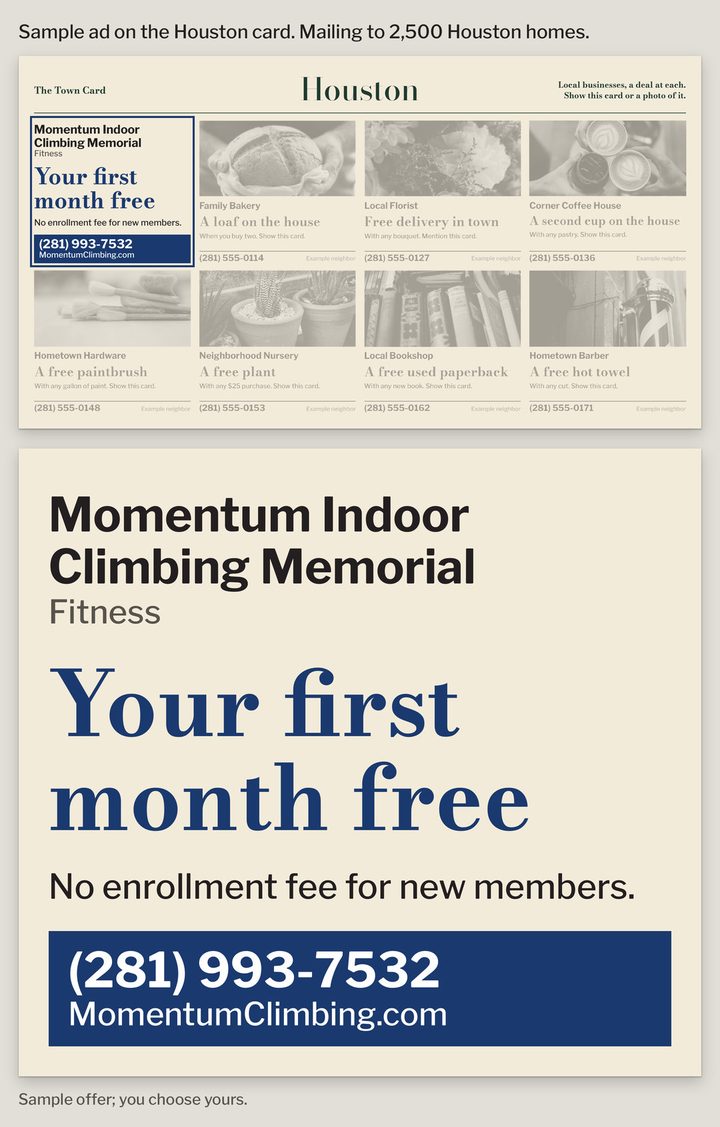 Sample ad on the Houston card. Mailing to 2,500 Houston homes.
The Town Card
Houston
Local businesses, a deal at each.
Show this card or a photo of it.
Momentum Indoor
Climbing Memorial
Fitness
Your first
month free
No enrollment fee for new members.
(281) 993-7532
MomentumClimbing.com
Family Bakery
A loaf on the house
When you buy two. Show this card.
(281) 555-0114
Example neighbor
Local Florist
Free delivery in town
With any bouquet. Mention this card.
(281) 555-0127
Example neighbor
Corner Coffee House
A second cup on the house
With any pastry. Show this card.
(281) 555-0136
Example neighbor
Hometown Hardware
A free paintbrush
With any gallon of paint. Show this card.
(281) 555-0148
Example neighbor
Neighborhood Nursery
A free plant
With any $25 purchase. Show this card.
(281) 555-0153
Example neighbor
Local Bookshop
A free used paperback
With any new book. Show this card.
(281) 555-0162
Example neighbor
Hometown Barber
A free hot towel
With any cut. Show this card.
(281) 555-0171
Example neighbor
Momentum Indoor
Climbing Memorial
Fitness
Your first
month free
No enrollment fee for new members.
(281) 993-7532
MomentumClimbing.com
Sample offer; you choose yours.